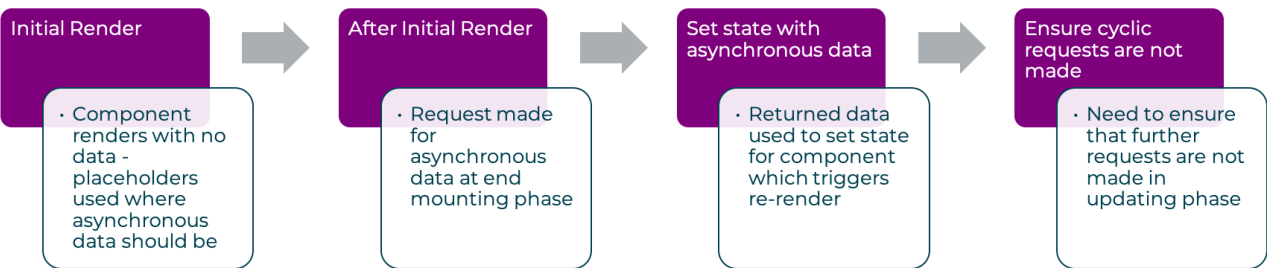 Initial Render
• Component
renders with no
data -
placeholders
used where
asynchronous
data should be
After Initial Render
• Request made
for
asynchronous
data at end
mounting phase
Set state with
asynchronous data
• Returned data
used to set state
for component
which triggers
re-render
Ensure cyclic
requests are not
made
• Need to ensure
that further
requests are not
made in
updating phase